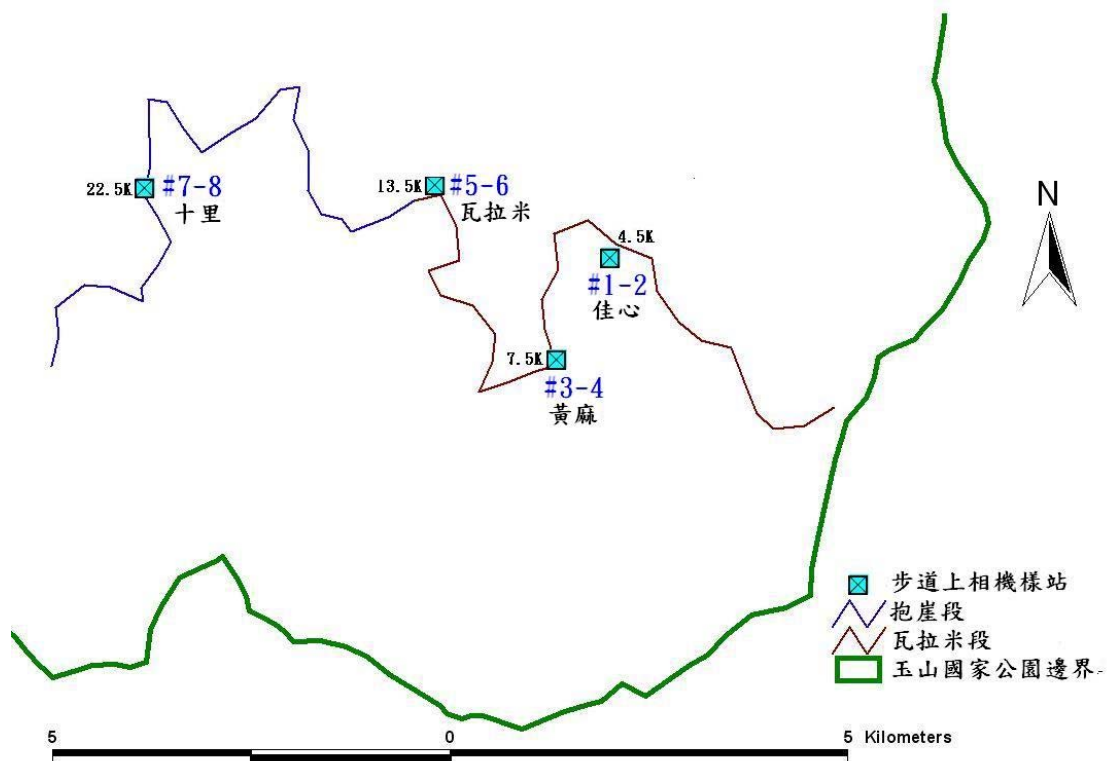 N
22.5K
#7-8
十里
13.5K
#5-6
瓦拉米
4.5K
#1-2
佳心
7.5K
#3-4
黃麻
步道上相機樣站
抱崖段
瓦拉米段
玉山國家公園邊界
5
0
5 Kilometers